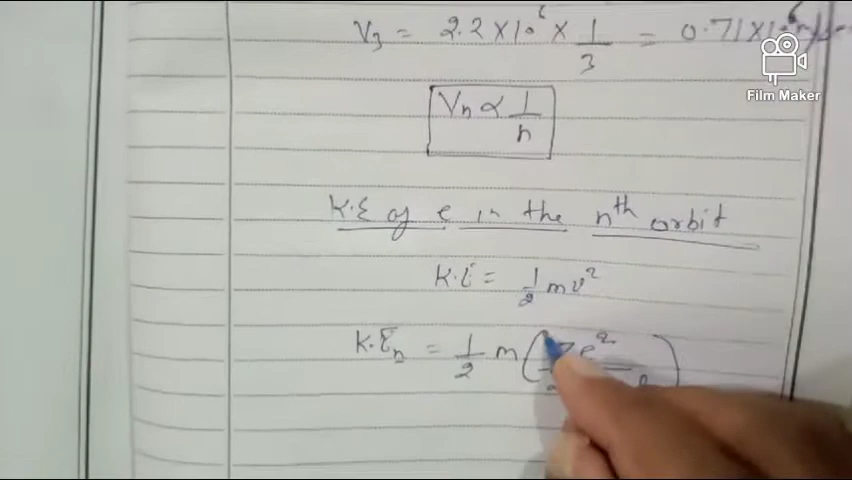 V₃ = 2.2 × 10⁶ × 1/3 = 0.71 × 10⁶ m/s
Film Maker
Vn ∝ 1/n
K.E of e in the nth orbit
K.E = 1/2 mv²
K.En = 1/2 m ( Ze²